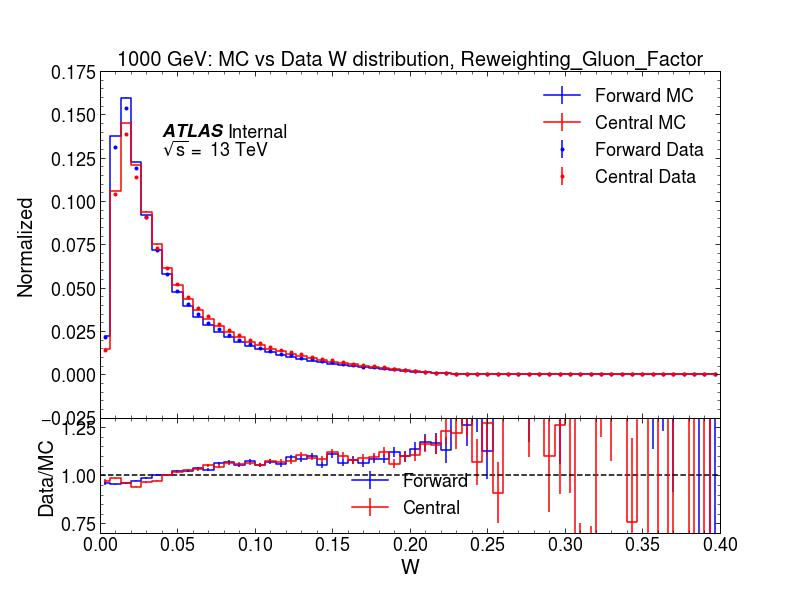 1000 GeV: MC vs Data W distribution, Reweighting_Gluon_Factor
0.175
0.150
0.125
0.100
0.075
0.050
0.025
0.000
−0.025
Normalized
ATLAS Internal
√s = 13 TeV
Forward MC
Central MC
Forward Data
Central Data
1.25
1.00
0.75
Data/MC
Forward
Central
0.00 0.05 0.10 0.15 0.20 0.25 0.30 0.35 0.40
W